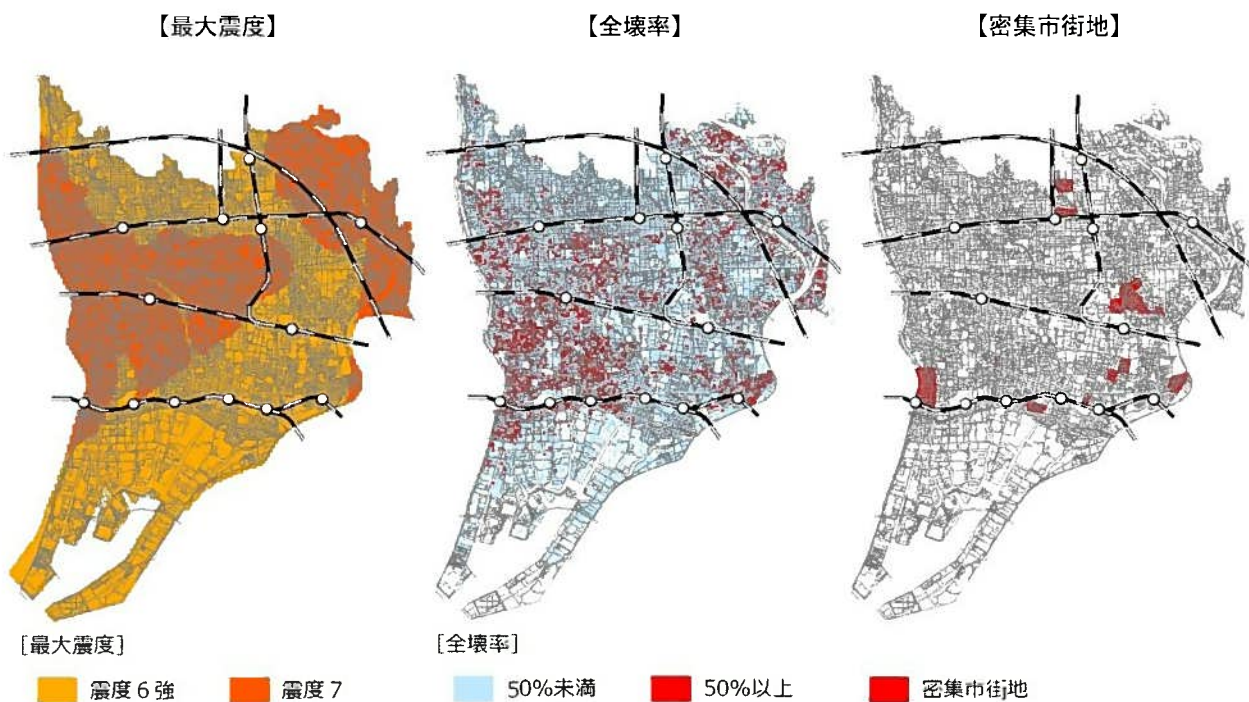 【最大震度】
【全壊率】
【密集市街地】
[最大震度]
震度６強
震度７
[全壊率]
50%未満
50%以上
密集市街地